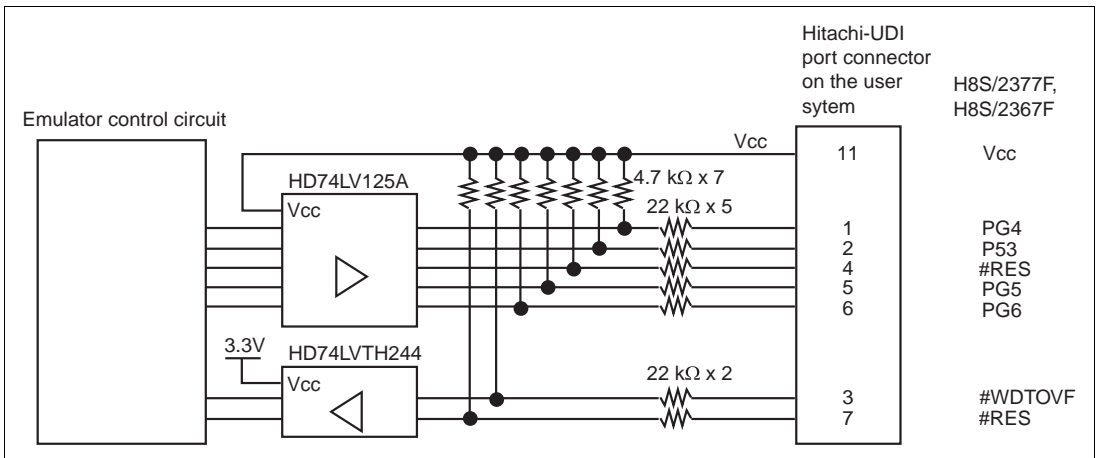 Hitachi-UDI
port connector
on the user
sytem
H8S/2377F,
H8S/2367F
Emulator control circuit
Vcc
11
Vcc
HD74LV125A
4.7 kΩ x 7
Vcc
22 kΩ x 5
1
PG4
2
P53
4
#RES
5
PG5
6
PG6
3.3V
HD74LVTH244
Vcc
22 kΩ x 2
3
#WDTOVF
7
#RES